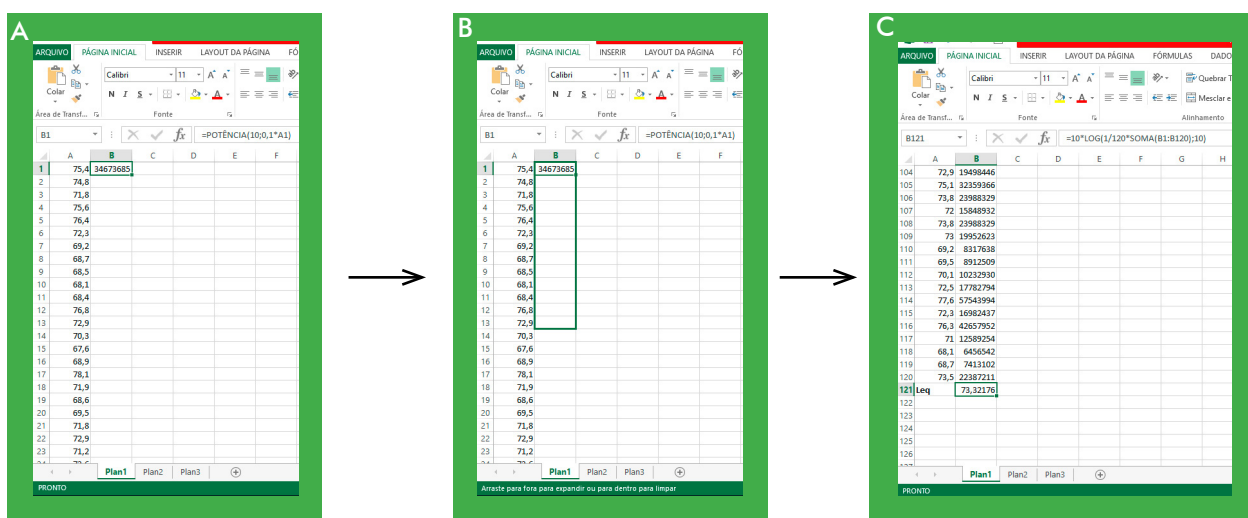 A
ARQUIVO PÁGINA INICIAL INSERIR LAYOUT DA PÁGINA FÓ
Colar
Calibri 11 A A
N I S A
Área de Transf... Fonte
B1 fx =POTÊNCIA(10;0,1*A1)
A B C D E F
1 75,4 34673685
2 74,8
3 71,8
4 75,6
5 76,4
6 72,3
7 69,2
8 68,7
9 68,5
10 68,1
11 68,4
12 76,8
13 72,9
14 70,3
15 67,6
16 68,9
17 78,1
18 71,9
19 68,6
20 69,5
21 71,8
22 72,9
23 71,2
Plan1 Plan2 Plan3
PRONTO
B
ARQUIVO PÁGINA INICIAL INSERIR LAYOUT DA PÁGINA FÓ
Colar
Calibri 11 A A
N I S A
Área de Transf... Fonte
B1 fx =POTÊNCIA(10;0,1*A1)
A B C D E F
1 75,4 34673685
2 74,8
3 71,8
4 75,6
5 76,4
6 72,3
7 69,2
8 68,7
9 68,5
10 68,1
11 68,4
12 76,8
13 72,9
14 70,3
15 67,6
16 68,9
17 78,1
18 71,9
19 68,6
20 69,5
21 71,8
22 72,9
23 71,2
Plan1 Plan2 Plan3
Arraste para fora para expandir ou para dentro para limpar
C
ARQUIVO PÁGINA INICIAL INSERIR LAYOUT DA PÁGINA FÓRMULAS DADO
Colar
Calibri 11 A A Quebrar T
N I S A Mesclar e
Área de Transf... Fonte Alinhamento
B121 fx =10*LOG(1/120*SOMA(B1:B120);10)
A B C D E F G H
104 72,9 19498446
105 75,1 32359366
106 73,8 23988329
107 72 15848932
108 73,8 23988329
109 73 19952623
110 69,2 8317638
111 69,5 8912509
112 70,1 10232930
113 72,5 17782794
114 77,6 57543994
115 72,3 16982437
116 76,3 42657952
117 71 12589254
118 68,1 6456542
119 68,7 7413102
120 73,5 22387211
121 Leq 73,32176
122
123
124
125
126
Plan1 Plan2 Plan3
PRONTO